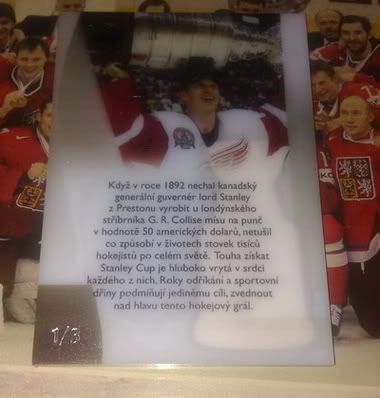 Když v roce 1892 nechal kanadský
generální guvernér lord Stanley
z Prestonu vyrobit u londýnského
stříbrníka G. R. Collise mísu na punč
v hodnotě 50 amerických dolarů, netušil
co způsobí v životech stovek tisíců
hokejistů po celém světě. Touha získat
Stanley Cup je hluboko vrytá v srdci
každého z nich. Roky odříkání a sportovní
dřiny podmiňují jedinému cíli, zvednout
nad hlavu tento hokejový grál.
1/3